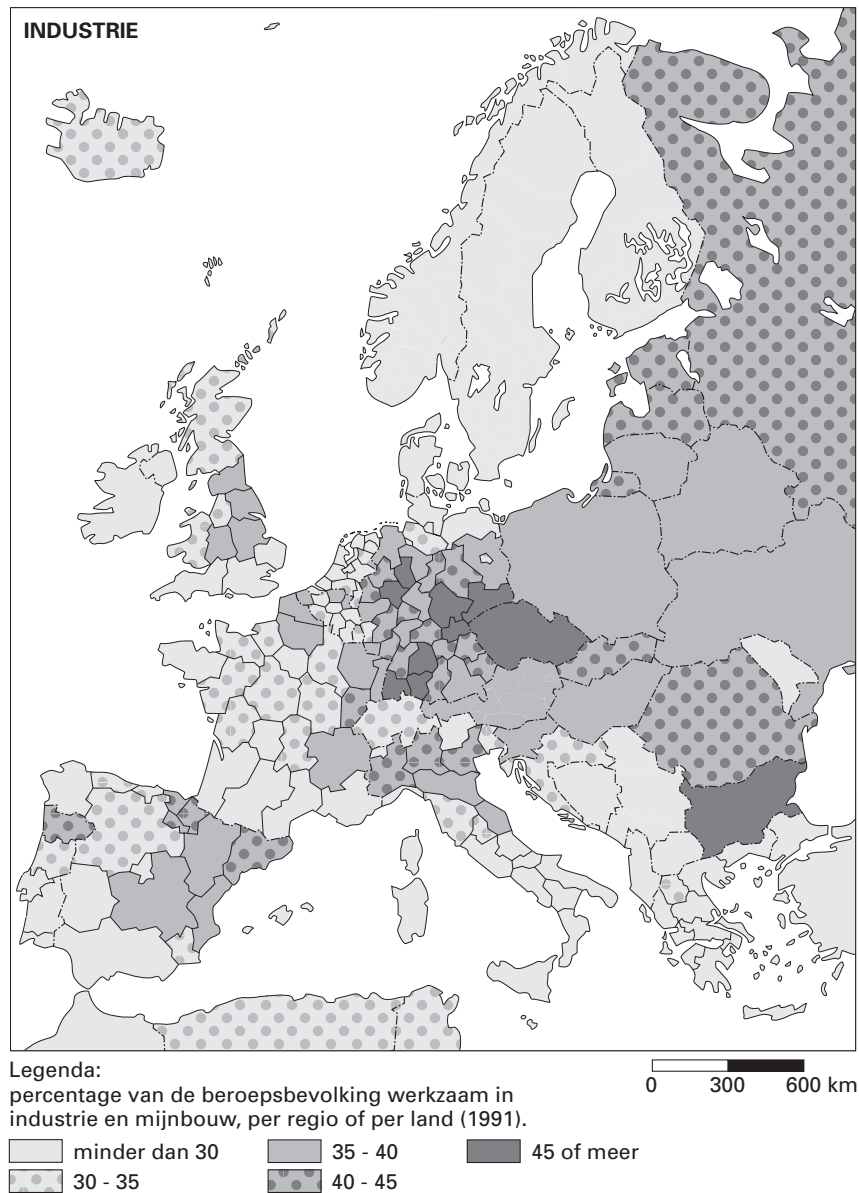 INDUSTRIE
Legenda:
percentage van de beroepsbevolking werkzaam in
industrie en mijnbouw, per regio of per land (1991).
0 300 600 km
minder dan 30
35 - 40
45 of meer
30 - 35
40 - 45